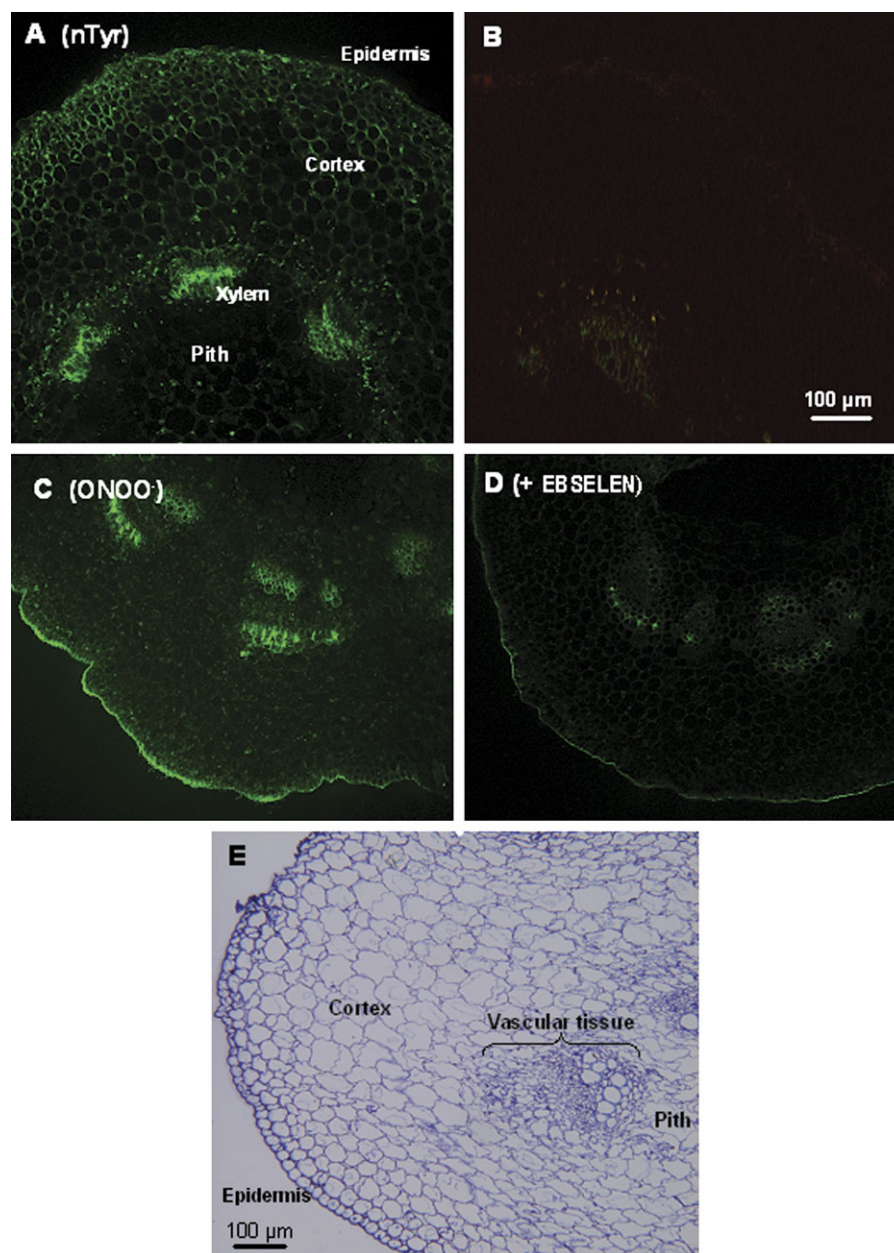 A (nTyr)
Epidermis
Cortex
Xylem
Pith
B
100 µm
C (ONOO-)
D (+ EBSELEN)
E
Cortex
Vascular tissue
Pith
Epidermis
100 µm